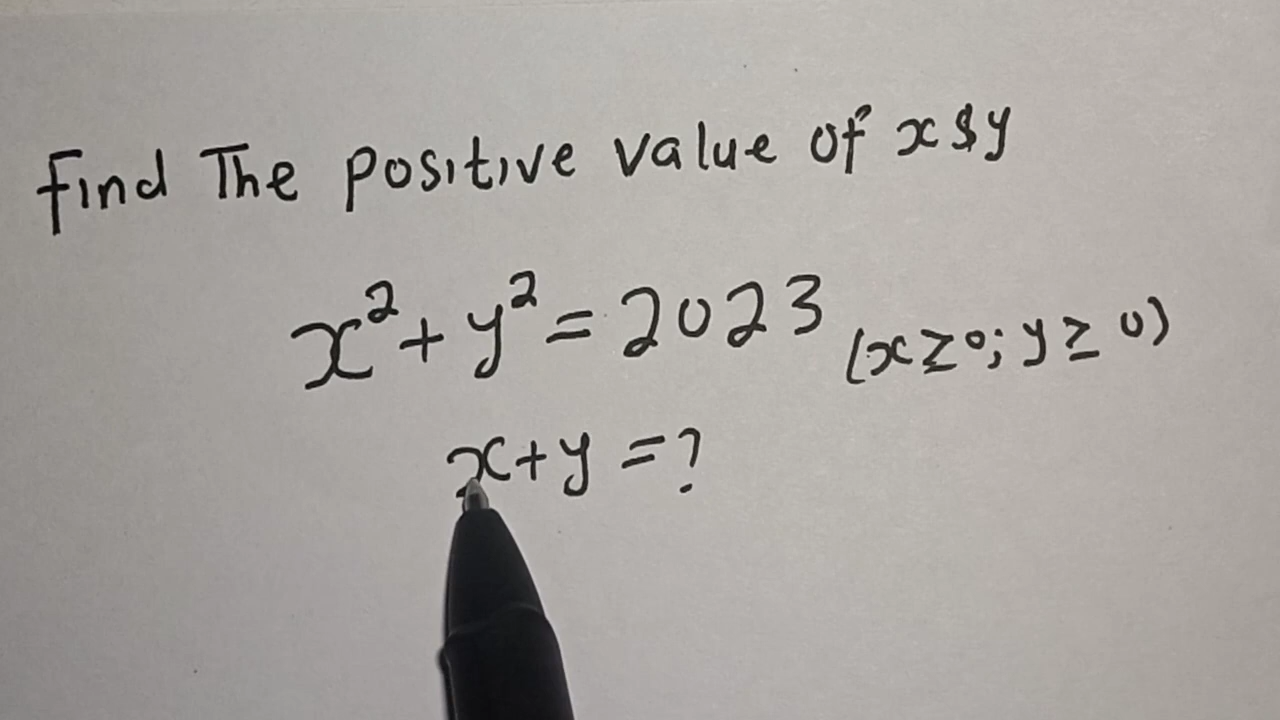 Find The positive value of x & y
x² + y² = 2023 (x ≥ 0; y ≥ 0)
x + y = ?